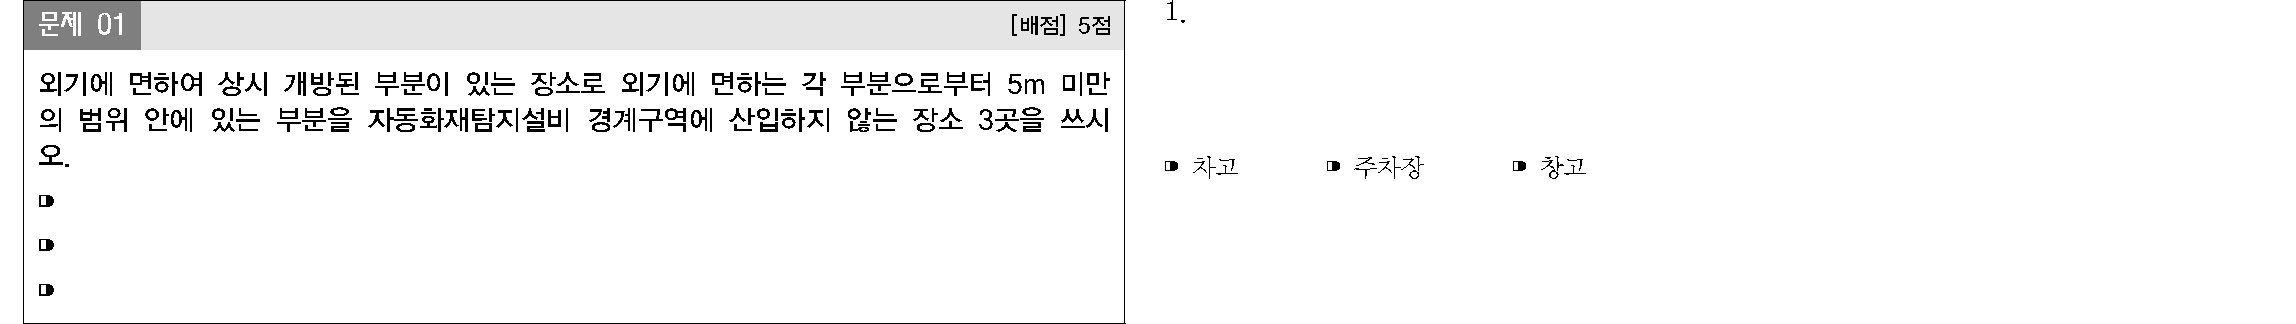 문제 01
[배점] 5점
외기에 면하여 상시 개방된 부분이 있는 장소로 외기에 면하는 각 부분으로부터 5m 미만
의 범위 안에 있는 부분을 자동화재탐지설비 경계구역에 산입하지 않는 장소 3곳을 쓰시
오.
1.
차고 주차장 창고